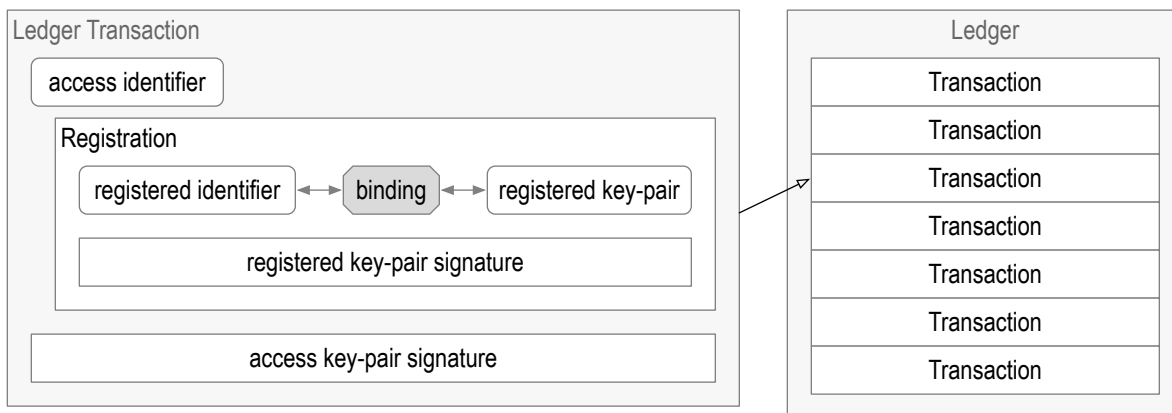 Ledger Transaction
access identifier
Registration
registered identifier
binding
registered key-pair
registered key-pair signature
access key-pair signature
Ledger
Transaction
Transaction
Transaction
Transaction
Transaction
Transaction
Transaction